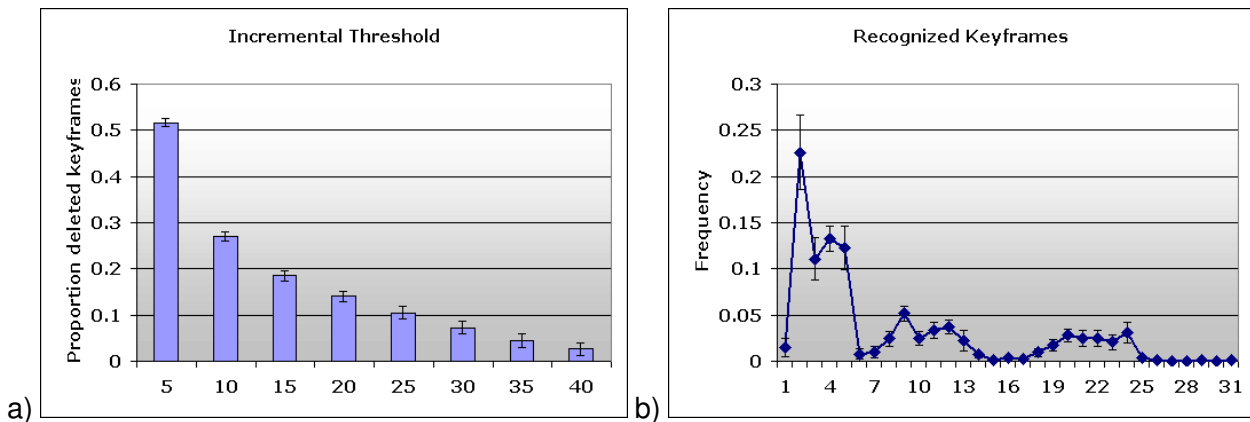 Incremental Threshold
Proportion deleted keyframes
0.6
0.5
0.4
0.3
0.2
0.1
0
5 10 15 20 25 30 35 40
a)
Recognized Keyframes
Frequency
0.3
0.25
0.2
0.15
0.1
0.05
0
1 4 7 10 13 16 19 22 25 28 31
b)